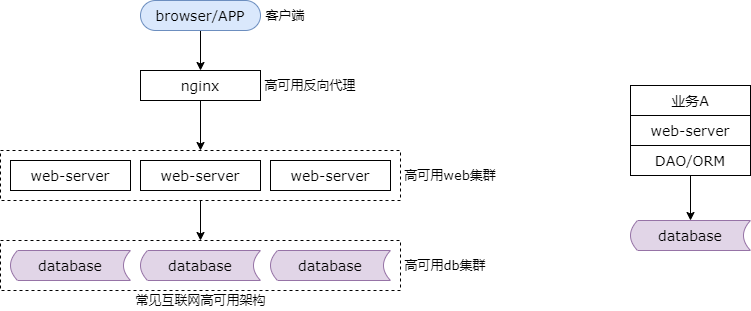 browser/APP 客户端
nginx 高可用反向代理
web-server web-server web-server 高可用web集群
database database database 高可用db集群
常见互联网高可用架构
业务A
web-server
DAO/ORM
database